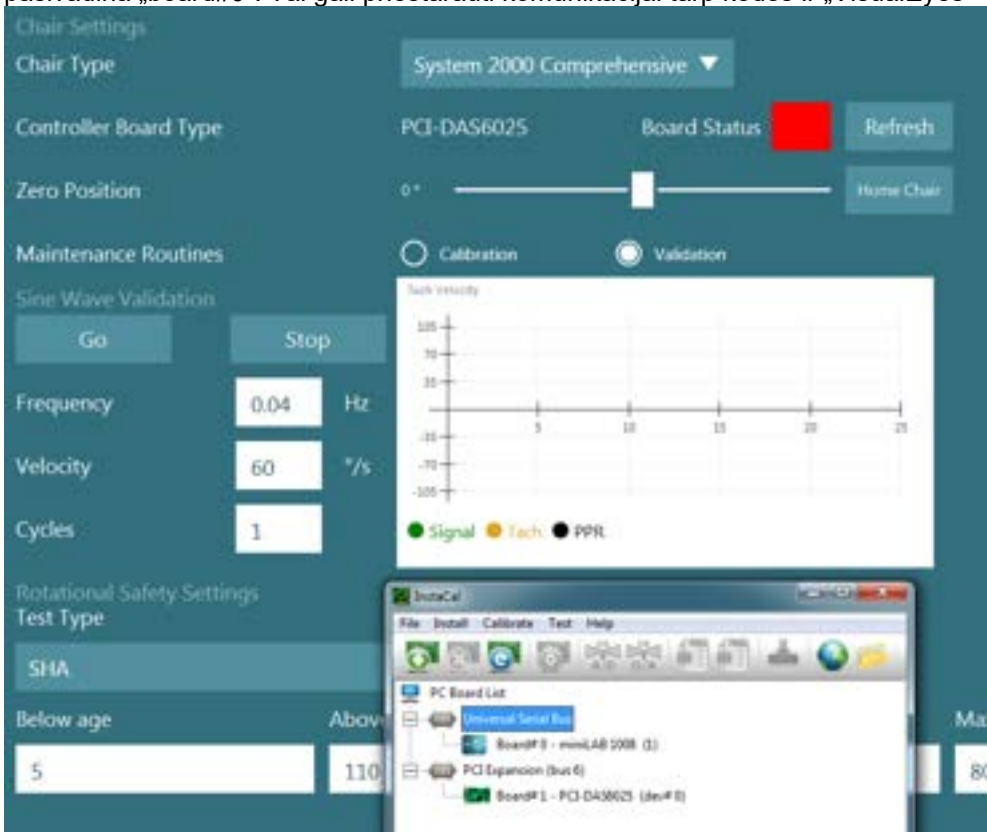 Chair Settings
Chair Type System 2000 Comprehensive
Controller Board Type PCI-DAS6025 Board Status Refresh
Zero Position 0° Home Chair
Maintenance Routines Calibration Validation
Sine Wave Validation Tach Velocity
Go Stop
105
70
35
5 10 15 20 25
-35
-70
-105
Frequency 0.04 Hz
Velocity 60 °/s
Cycles 1
Signal Tach PPR
Rotational Safety Settings
Test Type
SHA
Below age
5 110 80
InstaCal
File Install Calibrate Test Help
PC Board List
Universal Serial Bus
Board# 0 - miniLAB 1008 (1)
PCI Expansion (bus 6)
Board# 1 - PCI-DAS6025 (dev# 0)